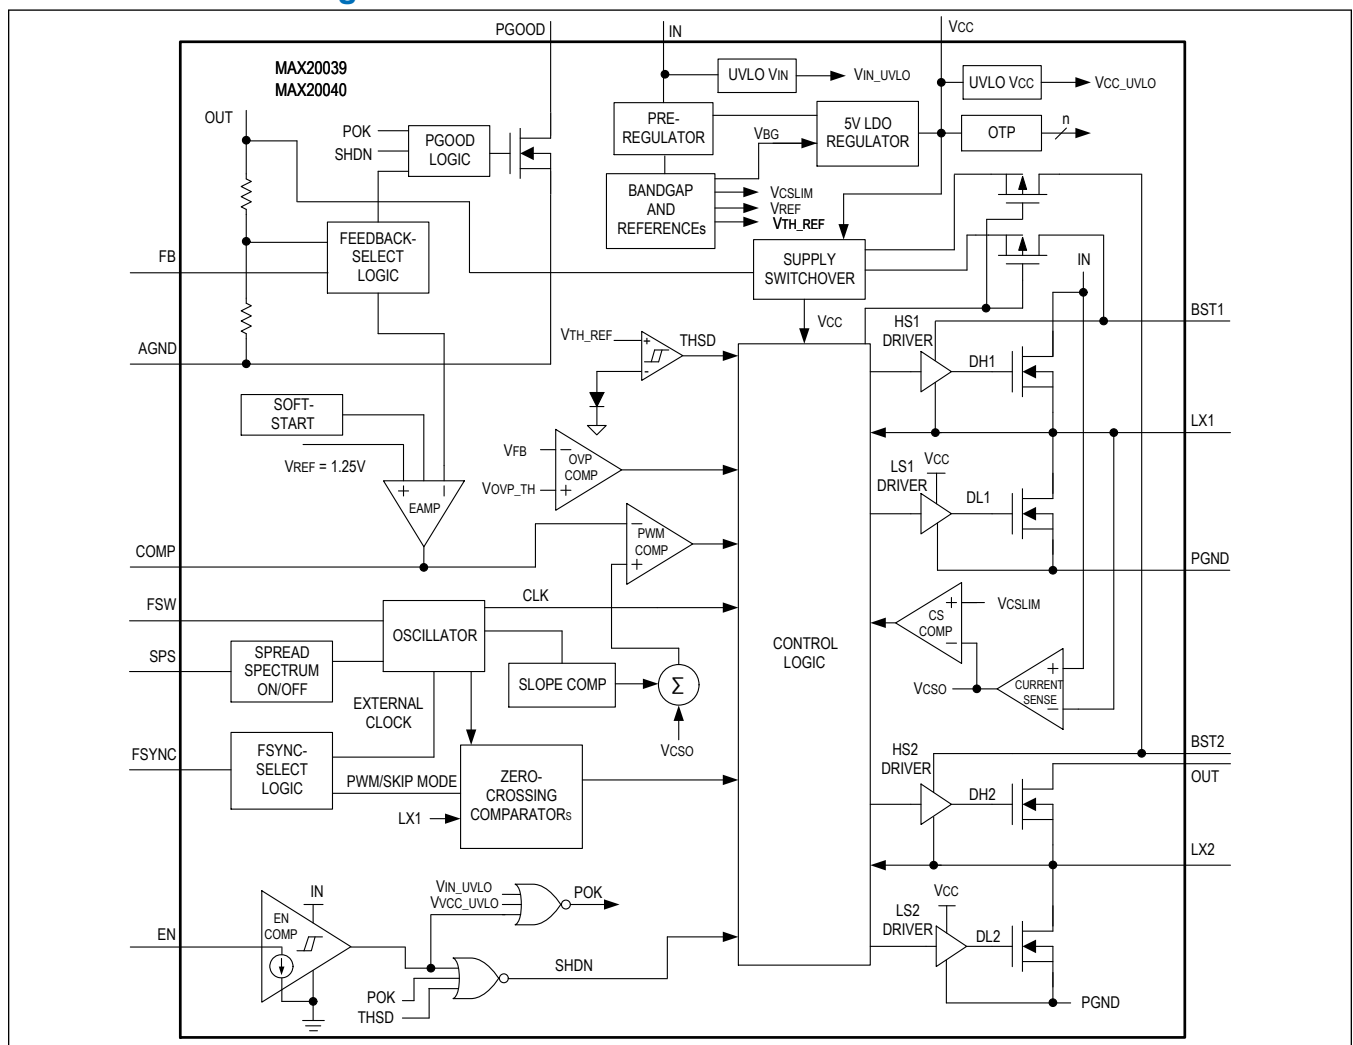 PGOOD
IN
VCC
MAX20039
MAX20040
UVLO VIN
VIN_UVLO
UVLO VCC
VCC_UVLO
OUT
POK
SHDN
PGOOD
LOGIC
PRE-
REGULATOR
VBG
5V LDO
REGULATOR
OTP
n
BANDGAP
AND
REFERENCEs
VCSLIM
VREF
VTH_REF
FB
FEEDBACK-
SELECT
LOGIC
SUPPLY
SWITCHOVER
IN
VCC
BST1
HS1
DRIVER
DH1
AGND
VTH_REF
+
-
THSD
SOFT-
START
VREF = 1.25V
LX1
VFB
VOVP_TH
−
+
OVP
COMP
LS1
DRIVER
VCC
DL1
+
−
EAMP
COMP
−
+
PWM
COMP
PGND
FSW
CLK
OSCILLATOR
CONTROL
LOGIC
CS
COMP
+
−
VCSLIM
SPS
SPREAD
SPECTRUM
ON/OFF
SLOPE COMP
Σ
VCSO
CURRENT
SENSE
+
−
EXTERNAL
CLOCK
VCSO
FSYNC
FSYNC-
SELECT
LOGIC
PWM/SKIP MODE
ZERO-
CROSSING
COMPARATORs
LX1
HS2
DRIVER
DH2
BST2
OUT
LX2
IN
VIN_UVLO
VVCC_UVLO
POK
EN
EN
COMP
SHDN
POK
THSD
LS2
DRIVER
VCC
DL2
PGND